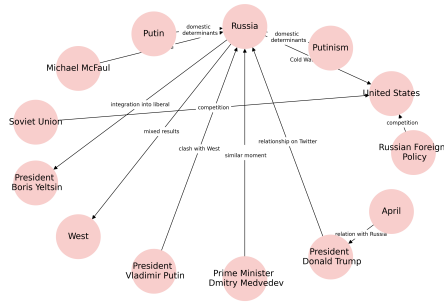 Russia
Putin
domestic
determinants
domestic
determinants
Putinism
Michael McFaul
Cold
United States
integration into liberal
competition
Soviet Union
competition
mixed results
clash with West
similar moment
relationship on Twitter
Russian Foreign
Policy
President
Boris Yeltsin
April
West
relation with Russia
President
Vladimir Putin
Prime Minister
Dmitry Medvedev
President
Donald Trump